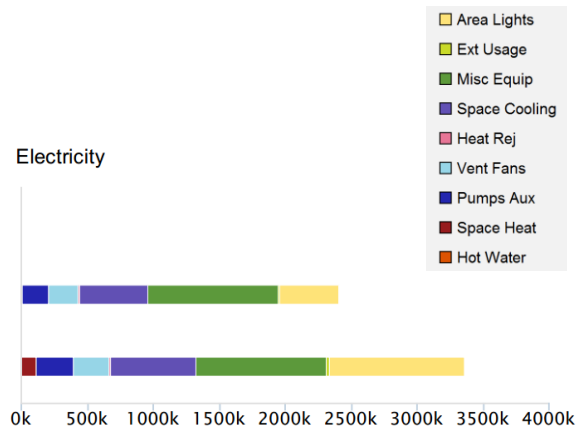 Area Lights
Ext Usage
Misc Equip
Space Cooling
Heat Rej
Vent Fans
Pumps Aux
Space Heat
Hot Water
Electricity
0k 500k 1000k 1500k 2000k 2500k 3000k 3500k 4000k